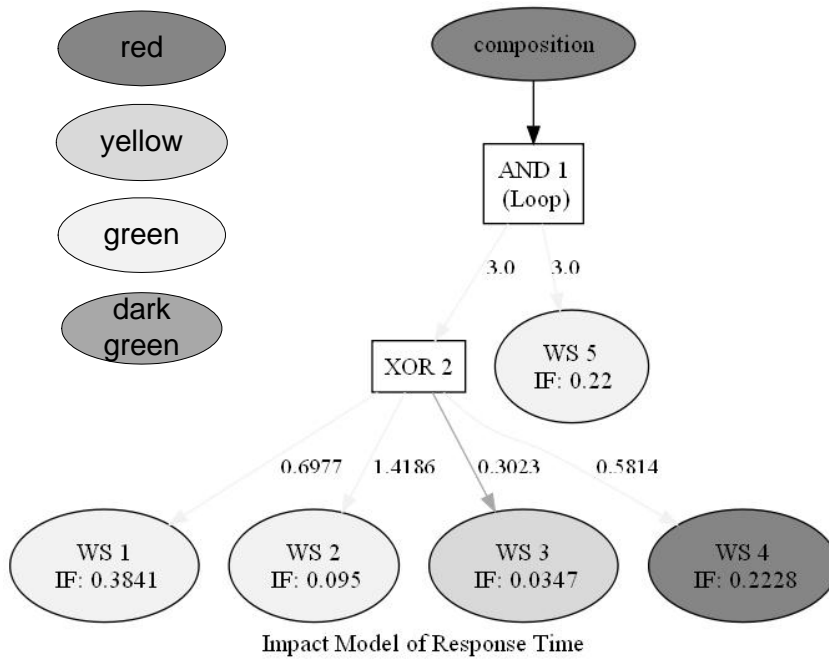 red
composition
yellow
AND 1
(Loop)
green
3.0 3.0
dark
green
XOR 2
WS 5
IF: 0.22
0.6977 1.4186 0.3023 0.5814
WS 1
IF: 0.3841
WS 2
IF: 0.095
WS 3
IF: 0.0347
WS 4
IF: 0.2228
Impact Model of Response Time